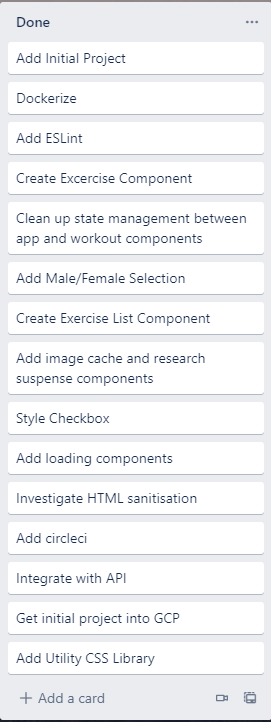 Done
Add Initial Project
Dockerize
Add ESLint
Create Excercise Component
Clean up state management between
app and workout components
Add Male/Female Selection
Create Exercise List Component
Add image cache and research
suspense components
Style Checkbox
Add loading components
Investigate HTML sanitisation
Add circleci
Integrate with API
Get initial project into GCP
Add Utility CSS Library
+ Add a card